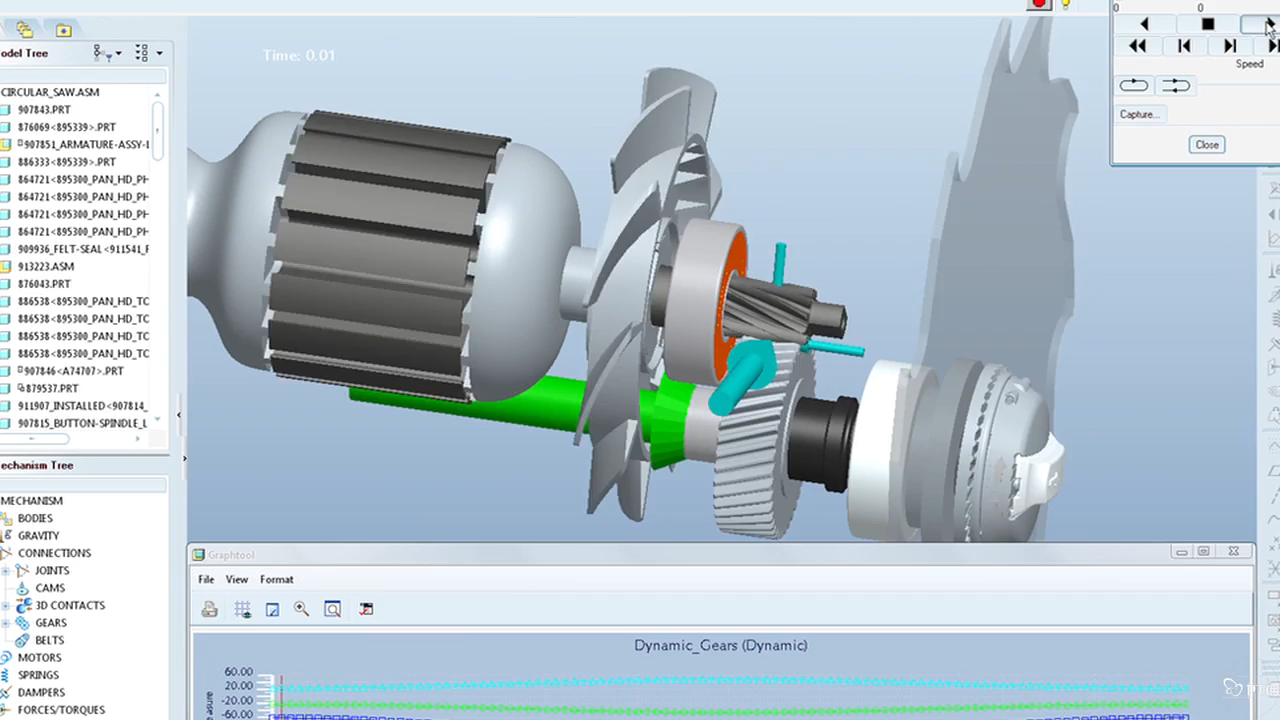 0 0
Time: 0.01
Speed
Capture...
Close
odel Tree
CIRCULAR_SAW.ASM
907843.PRT
876069<895339>.PRT
907851_ARMATURE-ASSY-
886333<895339>.PRT
864721<895300_PAN_HD_PH
864721<895300_PAN_HD_PH
864721<895300_PAN_HD_PH
864721<895300_PAN_HD_PH
909936_FELT-SEAL<911541_
913223.ASM
876043.PRT
886538<895300_PAN_HD_TC
886538<895300_PAN_HD_TC
886538<895300_PAN_HD_TC
886538<895300_PAN_HD_TC
907846<A74707>.PRT
879537.PRT
911907_INSTALLED<907814_
907815_BUTTON-SPINDLE_L
echanism Tree
MECHANISM
BODIES
GRAVITY
CONNECTIONS
JOINTS
CAMS
3D CONTACTS
GEARS
BELTS
MOTORS
SPRINGS
DAMPERS
FORCES/TORQUES
Graphtool
File View Format
Dynamic_Gears (Dynamic)
60.00
20.00
-20.00
-60.00